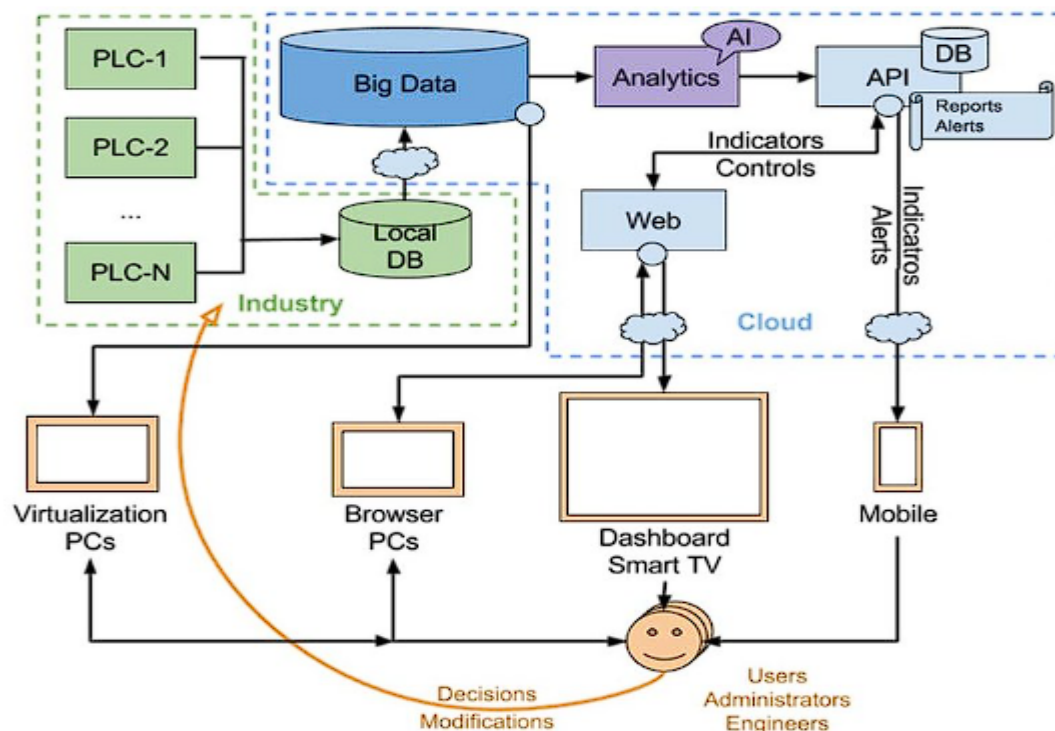 PLC-1
PLC-2
...
PLC-N
Industry
Local
DB
Big Data
Analytics
AI
API
DB
Reports
Alerts
Indicators
Controls
Web
Indicatros
Alerts
Cloud
Virtualization
PCs
Browser
PCs
Dashboard
Smart TV
Mobile
Decisions
Modifications
Users
Administrators
Engineers